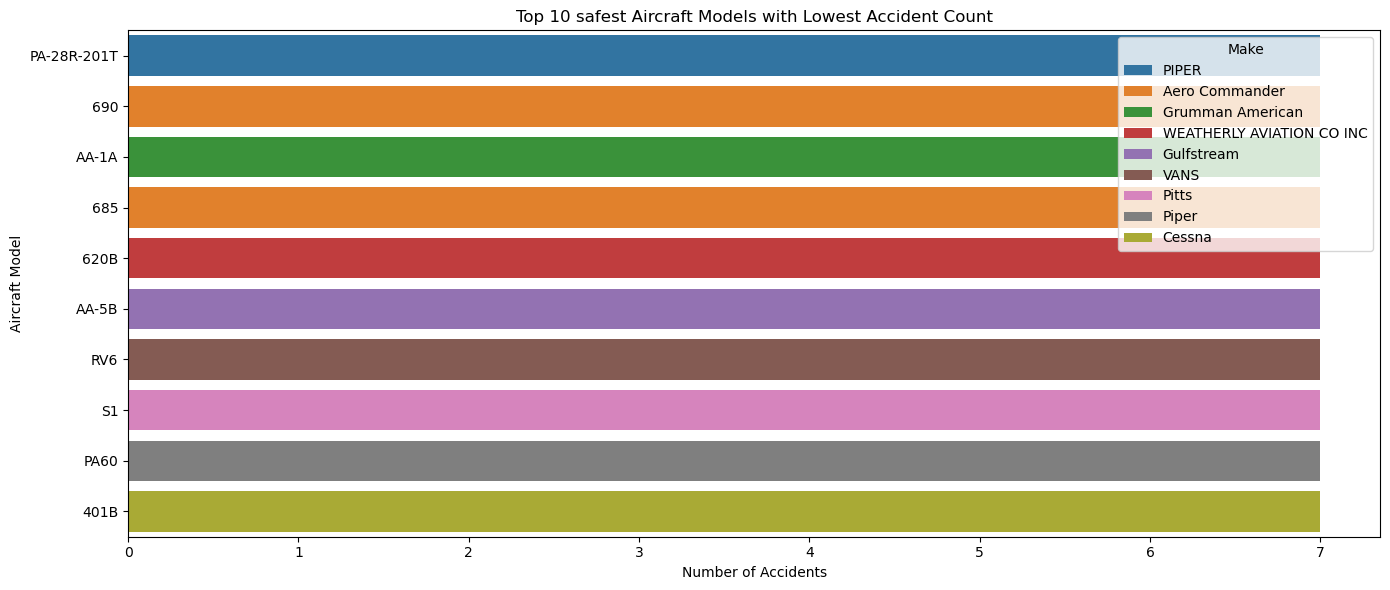 Top 10 safest Aircraft Models with Lowest Accident Count
Make
PIPER
Aero Commander
Grumman American
WEATHERLY AVIATION CO INC
Gulfstream
VANS
Pitts
Piper
Cessna
Aircraft Model
PA-28R-201T
690
AA-1A
685
620B
AA-5B
RV6
S1
PA60
401B
0 1 2 3 4 5 6 7
Number of Accidents